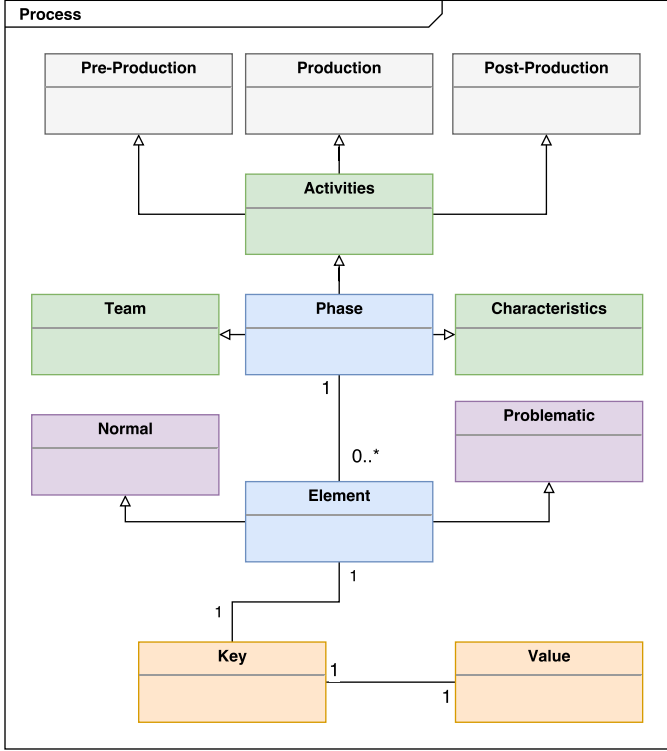 Process
Pre-Production
Production
Post-Production
Activities
Team
Phase
Characteristics
1
Normal
Problematic
0..*
Element
1
1
Key
Value
1
1